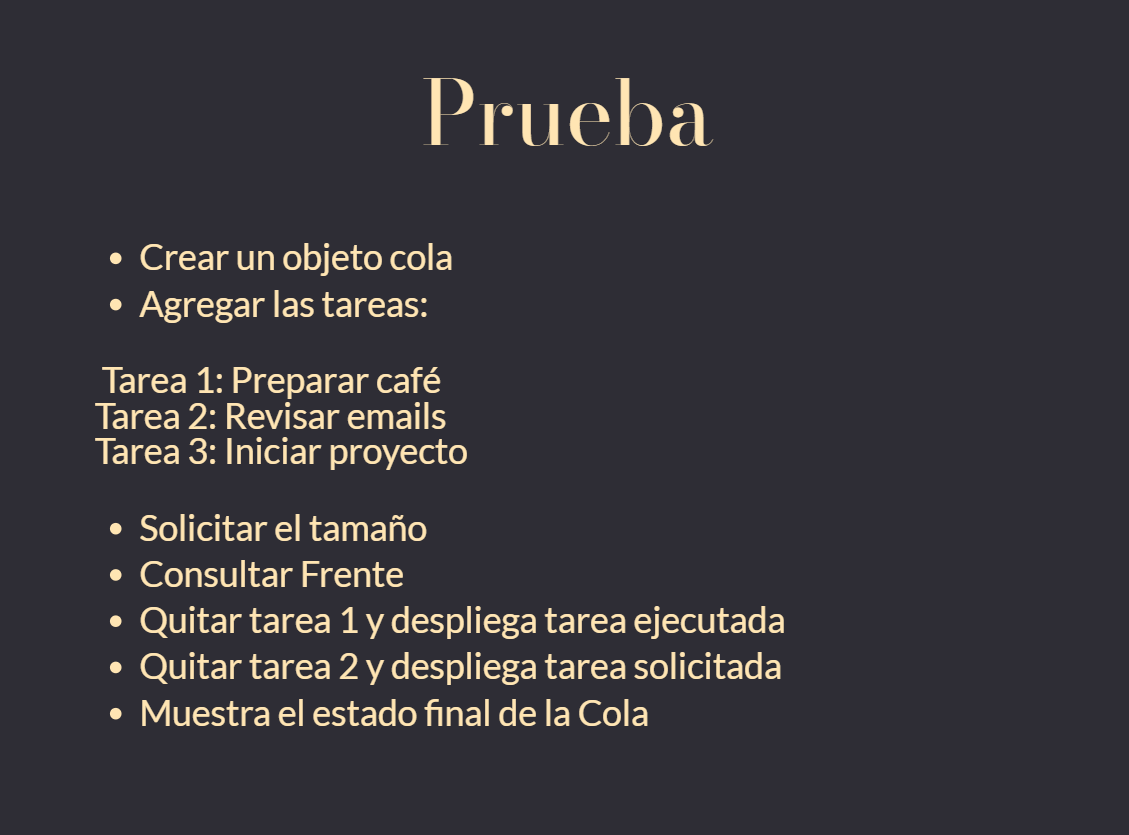 Prueba
• Crear un objeto cola
• Agregar las tareas:
Tarea 1: Preparar café
Tarea 2: Revisar emails
Tarea 3: Iniciar proyecto
• Solicitar el tamaño
• Consultar Frente
• Quitar tarea 1 y despliega tarea ejecutada
• Quitar tarea 2 y despliega tarea solicitada
• Muestra el estado final de la Cola